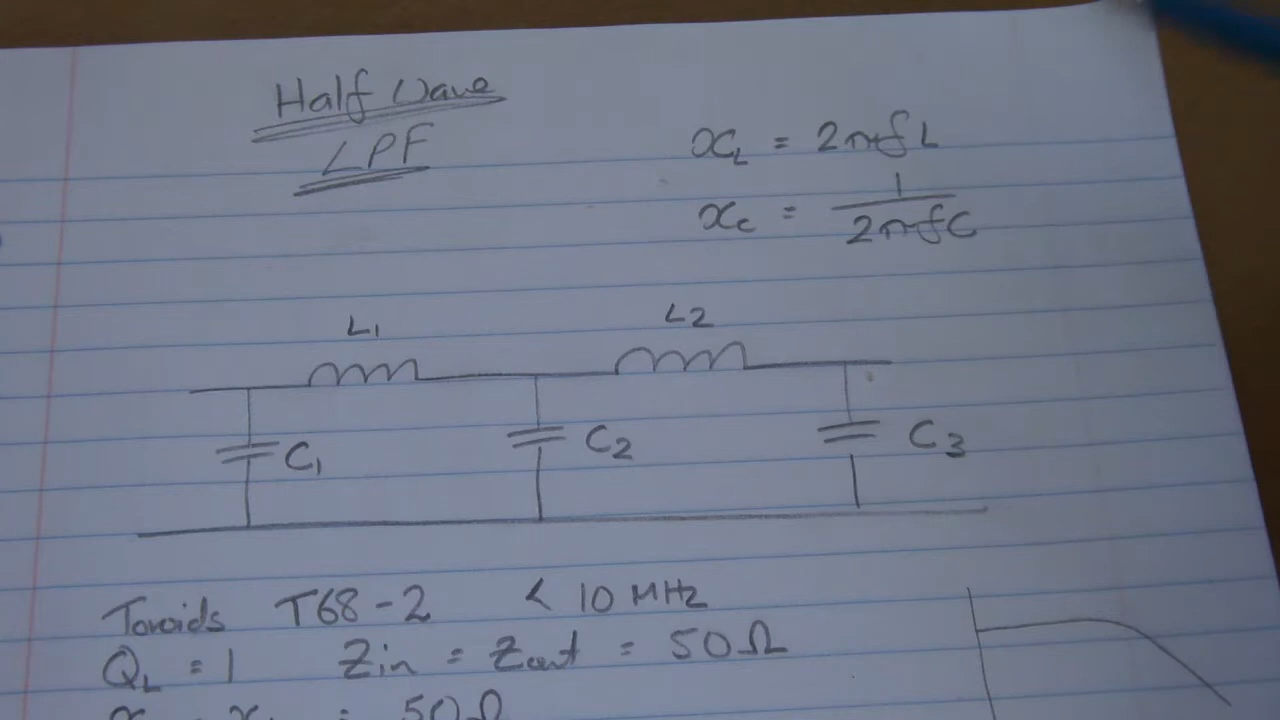 Half Wave
LPF
XL = 2πfL
Xc = 1
2πfC
L1 L2
C1 C2 C3
Toroids T68-2 < 10 MHz
QL = 1 Zin = Zout = 50Ω
= 50Ω